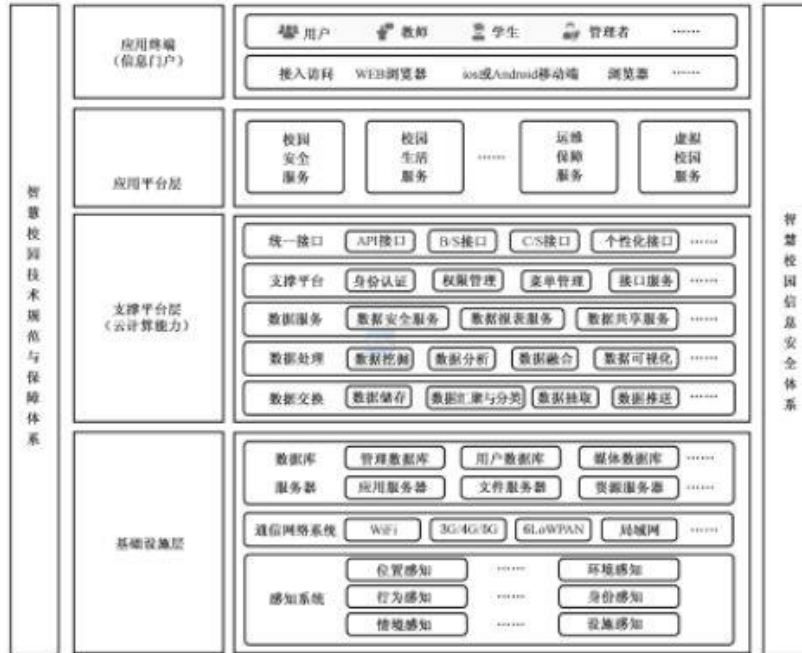 智慧校园技术规范与保障体系
应用终端
（信息门户）
用户 教师 学生 管理者 ……
接入访问 WEB浏览器 ios或Android移动端 浏览器 ……
应用平台层
校园安全服务 校园生活服务 …… 运维保障服务 虚拟校园服务
支撑平台层
（云计算能力）
统一接口 API接口 B/S接口 C/S接口 个性化接口 ……
支撑平台 身份认证 权限管理 菜单管理 接口服务 ……
数据服务 数据安全服务 数据报表服务 数据共享服务 ……
数据处理 数据挖掘 数据分析 数据融合 数据可视化 ……
数据交换 数据储存 数据汇聚与分类 数据抽取 数据推送 ……
基础设施层
数据库 管理数据库 用户数据库 媒体数据库 ……
服务器 应用服务器 文件服务器 资源服务器 ……
通信网络系统 WiFi 3G/4G/5G 6LoWPAN 局域网 ……
感知系统
位置感知 …… 环境感知
行为感知 …… 身份感知
情境感知 …… 设施感知
智慧校园信息安全体系